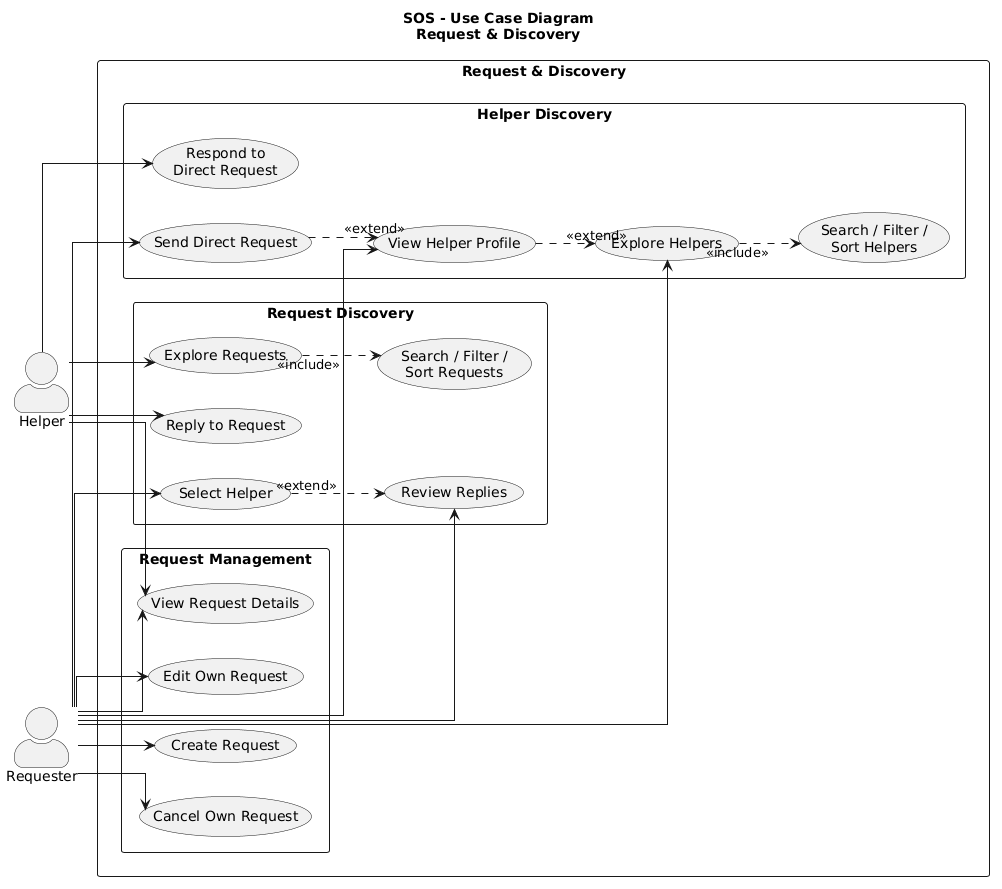 SOS - Use Case Diagram
Request & Discovery
Request & Discovery
Helper Discovery
Respond to
Direct Request
Send Direct Request
«extend»
View Helper Profile
«extend»
Explore Helpers
«include»
Search / Filter /
Sort Helpers
Request Discovery
Explore Requests
«include»
Search / Filter /
Sort Requests
Helper
Reply to Request
Select Helper
«extend»
Review Replies
Request Management
View Request Details
Edit Own Request
Requester
Create Request
Cancel Own Request